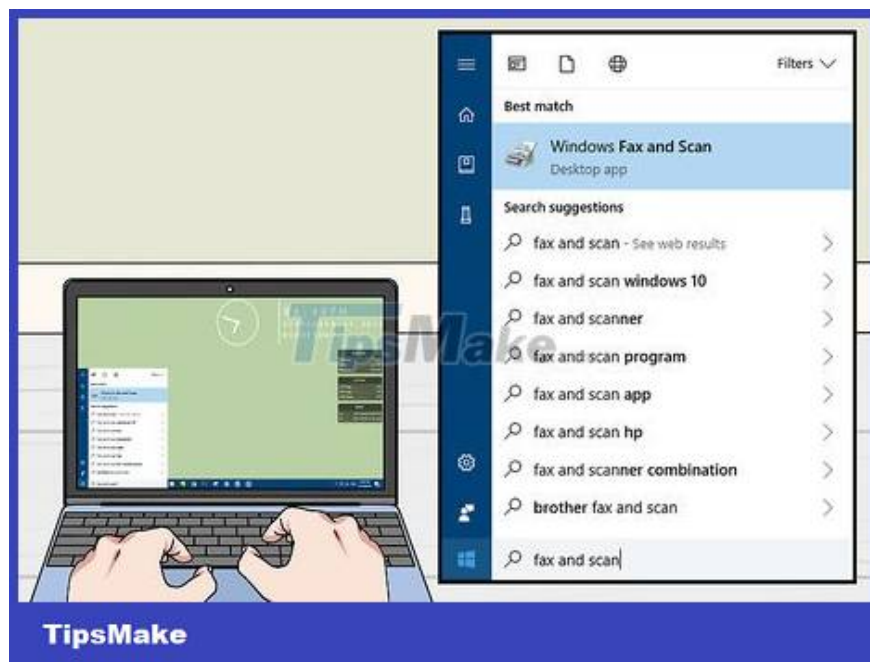 Filters
Best match
Windows Fax and Scan
Desktop app
Search suggestions
fax and scan - See web results
fax and scan windows 10
fax and scanner
fax and scan program
fax and scan app
fax and scan hp
fax and scanner combination
brother fax and scan
fax and scan
TipsMake
TipsMake